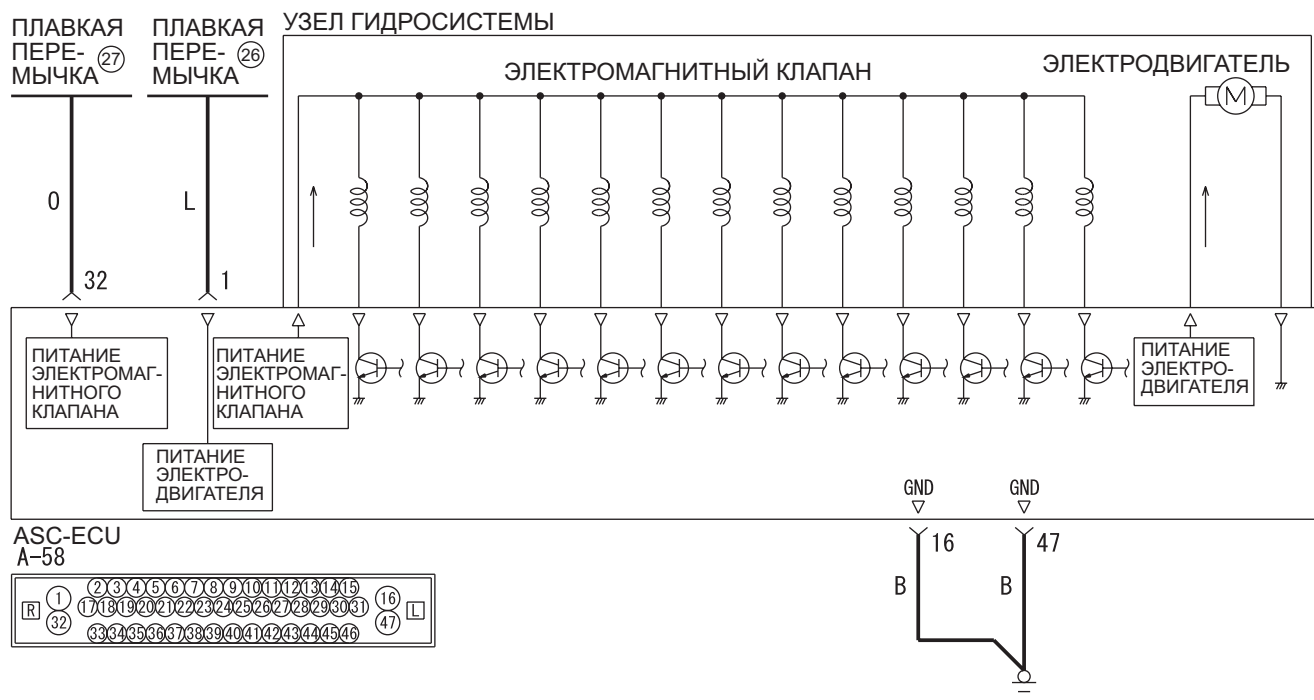 ПЛАВКАЯ
ПЕРЕ-
МЫЧКА 27
ПЛАВКАЯ
ПЕРЕ-
МЫЧКА 26
УЗЕЛ ГИДРОСИСТЕМЫ
ЭЛЕКТРОМАГНИТНЫЙ КЛАПАН
ЭЛЕКТРОДВИГАТЕЛЬ
M
O
L
32
1
ПИТАНИЕ
ЭЛЕКТРОМАГ-
НИТНОГО
КЛАПАНА
ПИТАНИЕ
ЭЛЕКТРО-
ДВИГАТЕЛЯ
ПИТАНИЕ
ЭЛЕКТРОМАГ-
НИТНОГО
КЛАПАНА
ПИТАНИЕ
ЭЛЕКТРО-
ДВИГАТЕЛЯ
GND
GND
16
47
B
B
ASC-ECU
A-58
R
1
2 3 4 5 6 7 8 9 10 11 12 13 14 15
16
17 18 19 20 21 22 23 24 25 26 27 28 29 30 31
L
32
33 34 35 36 37 38 39 40 41 42 43 44 45 46
47